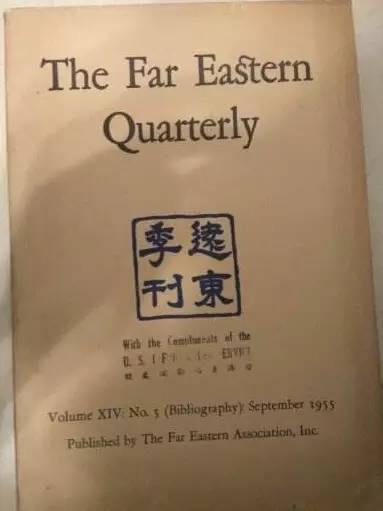 The Far Eastern
Quarterly
遠東
季刊
With the Compliments of the
Volume XIV: No. 5 (Bibliography): September 1955
Published by The Far Eastern Association, Inc.